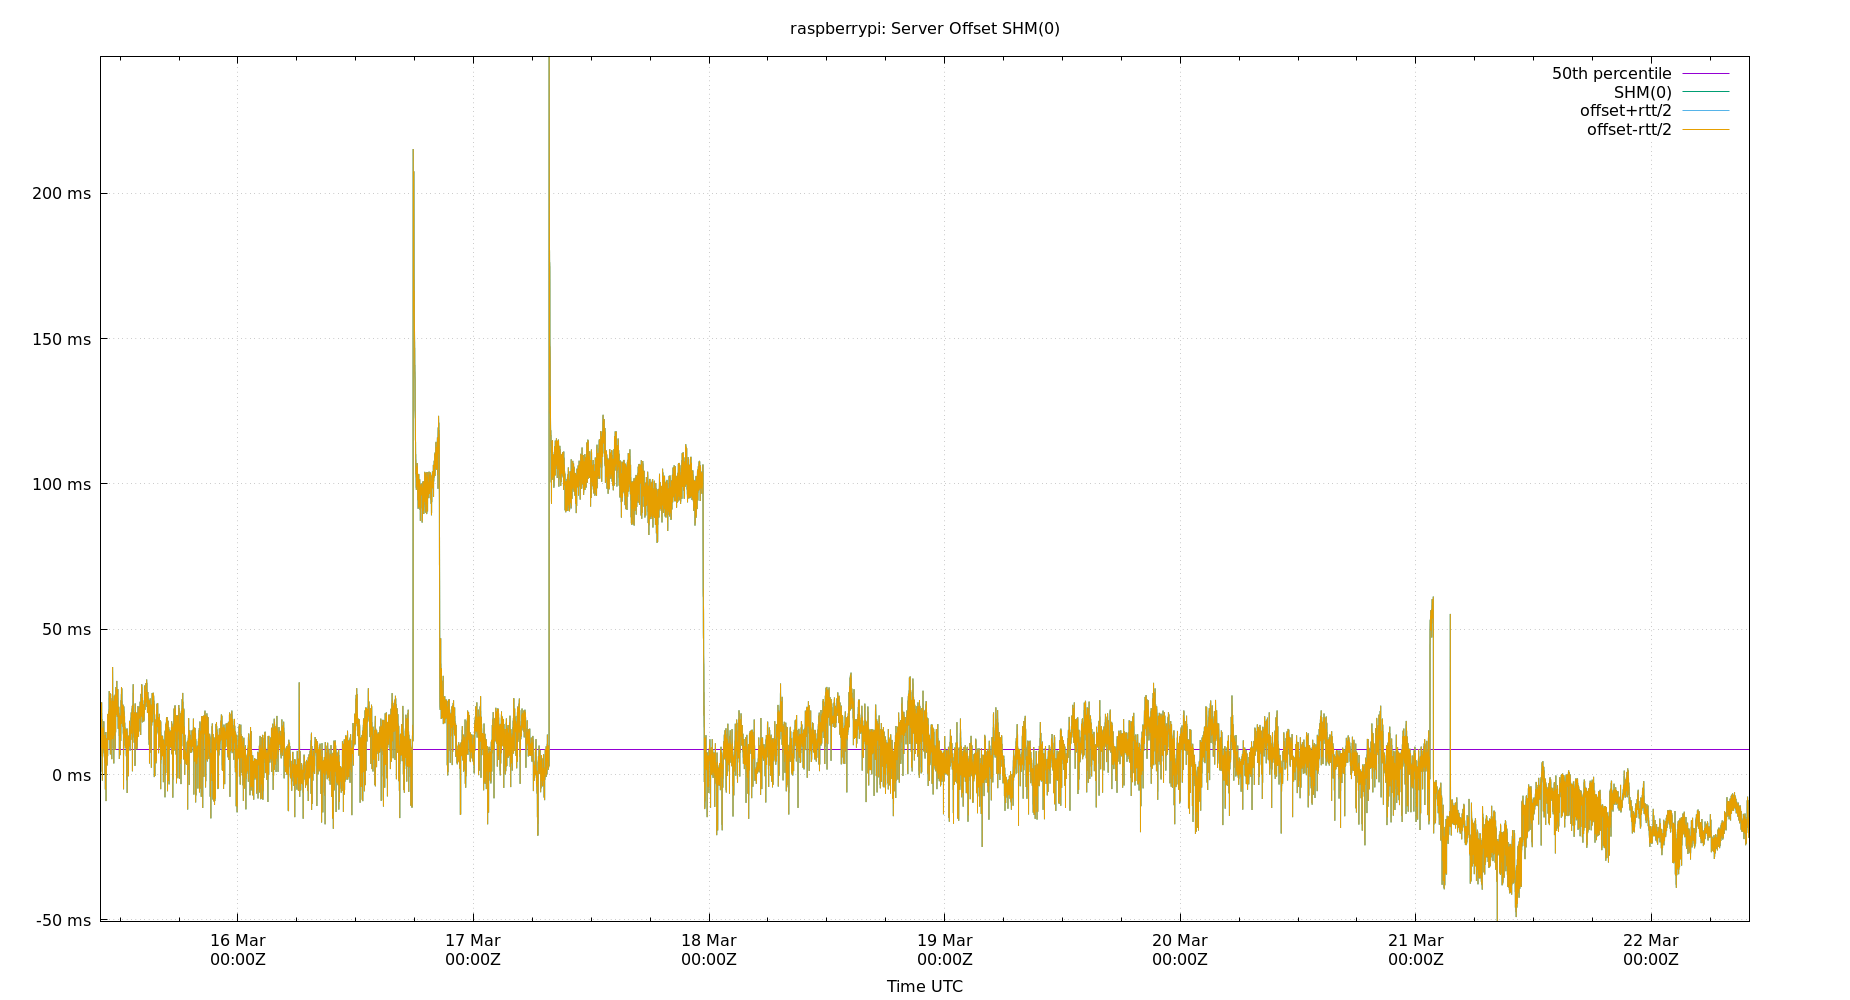 raspberrypi: Server Offset SHM(0)
50th percentile
SHM(0)
offset+rtt/2
offset-rtt/2
200 ms
150 ms
100 ms
50 ms
0 ms
-50 ms
16 Mar 17 Mar 18 Mar 19 Mar 20 Mar 21 Mar 22 Mar
00:00Z 00:00Z 00:00Z 00:00Z 00:00Z 00:00Z 00:00Z
Time UTC